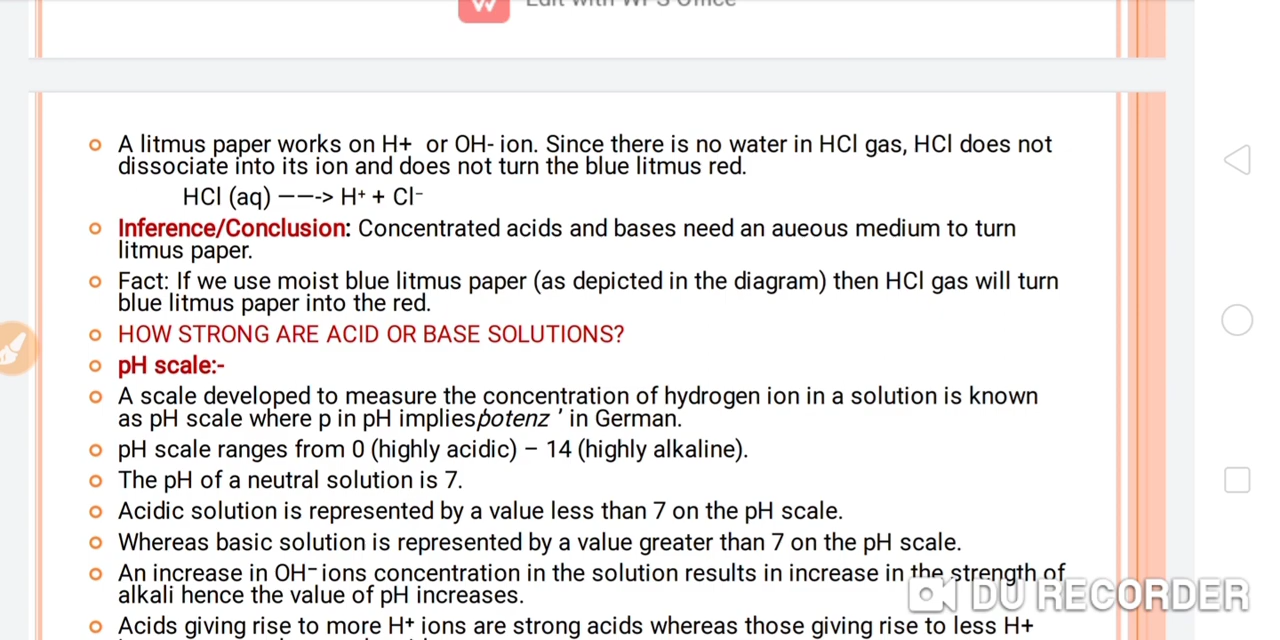 Edit with WPS Office
A litmus paper works on H+ or OH- ion. Since there is no water in HCl gas, HCl does not
dissociate into its ion and does not turn the blue litmus red.
HCl (aq) ———-> H⁺ + Cl⁻
Inference/Conclusion: Concentrated acids and bases need an aueous medium to turn
litmus paper.
Fact: If we use moist blue litmus paper (as depicted in the diagram) then HCl gas will turn
blue litmus paper into the red.
HOW STRONG ARE ACID OR BASE SOLUTIONS?
pH scale:-
A scale developed to measure the concentration of hydrogen ion in a solution is known
as pH scale where p in pH implies 'potenz ' in German.
pH scale ranges from 0 (highly acidic) – 14 (highly alkaline).
The pH of a neutral solution is 7.
Acidic solution is represented by a value less than 7 on the pH scale.
Whereas basic solution is represented by a value greater than 7 on the pH scale.
An increase in OH⁻ ions concentration in the solution results in increase in the strength of
alkali hence the value of pH increases.
DU RECORDER
Acids giving rise to more H⁺ ions are strong acids whereas those giving rise to less H+